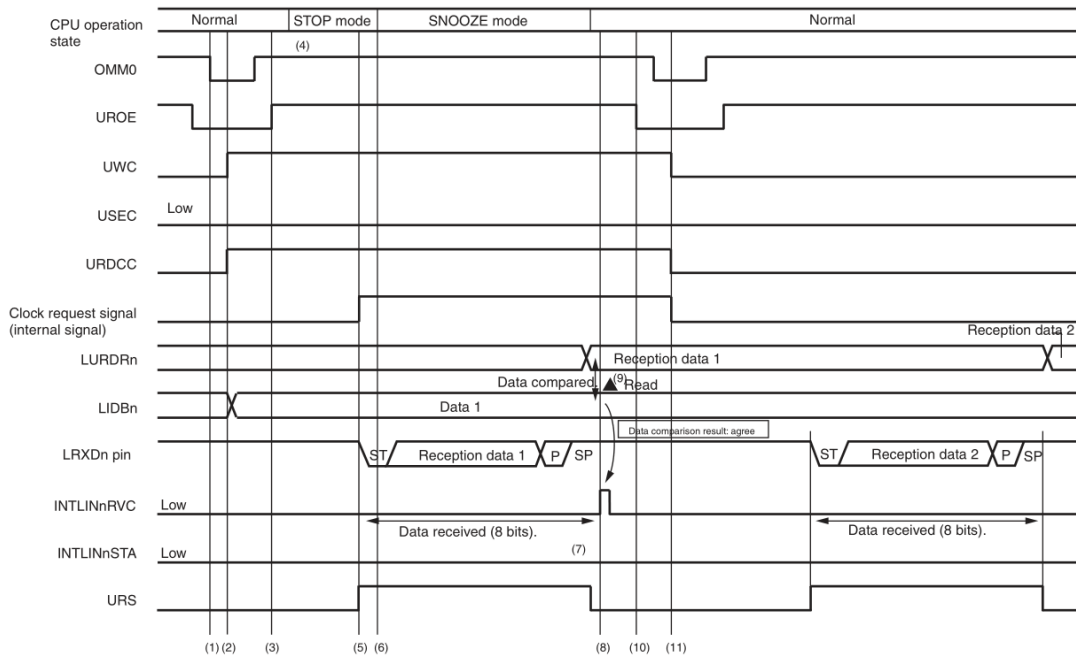 CPU operation
state
Normal
STOP mode
SNOOZE mode
Normal
(4)
OMM0
UROE
UWC
USEC
Low
URDCC
Clock request signal
(internal signal)
Reception data 2
LURDRn
Reception data 1
Data compared.
(9)
Read
LIDBn
Data 1
Data comparison result: agree
LRXDn pin
ST
Reception data 1
P
SP
ST
Reception data 2
P
SP
INTLINnRVC
Low
Data received (8 bits).
Data received (8 bits).
(7)
INTLINnSTA
Low
URS
(1) (2) (3) (5) (6) (8) (10) (11)